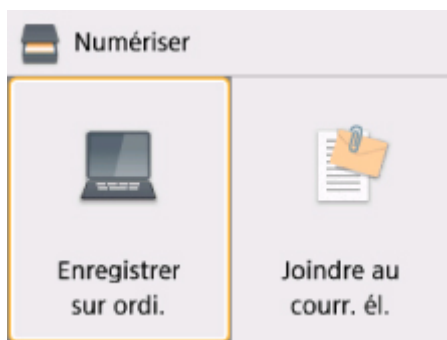 Numériser
Enregistrer
sur ordi.
Joindre au
courr. él.